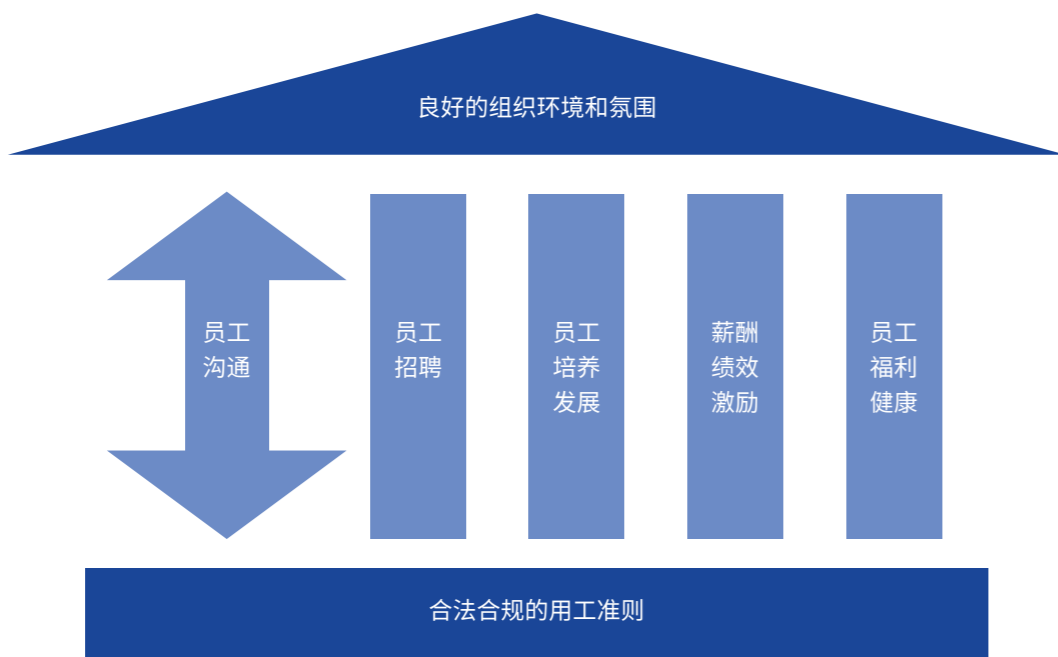 良好的组织环境和氛围
员工
沟通
员工
招聘
员工
培养
发展
薪酬
绩效
激励
员工
福利
健康
合法合规的用工准则